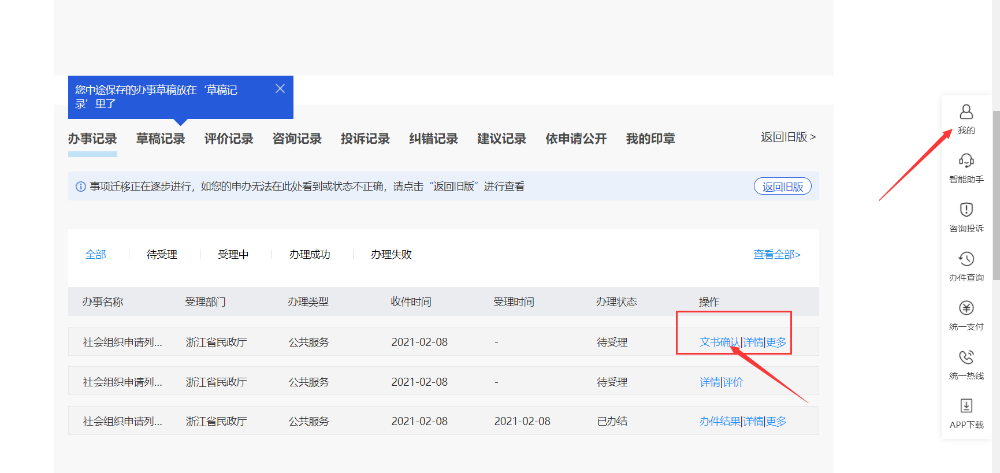 您中途保存的办事草稿放在‘草稿记
录’里了
办事记录 草稿记录 评价记录 咨询记录 投诉记录 纠错记录 建议记录 依申请公开 我的印章 返回旧版 >
事项迁移正在逐步进行，如您的申办无法在此处看到或状态不正确，请点击“返回旧版”进行查看 返回旧版
全部 待受理 受理中 办理成功 办理失败 查看全部>
办事名称 受理部门 办理类型 收件时间 受理时间 办理状态 操作
社会组织申请列... 浙江省民政厅 公共服务 2021-02-08 - 待受理 文书确认|详情|更多
社会组织申请列... 浙江省民政厅 公共服务 2021-02-08 - 待受理 详情|评价
社会组织申请列... 浙江省民政厅 公共服务 2021-02-08 2021-02-08 已办结 办件结果|详情|更多
我的
智能助手
咨询投诉
办件查询
统一支付
统一热线
APP下载